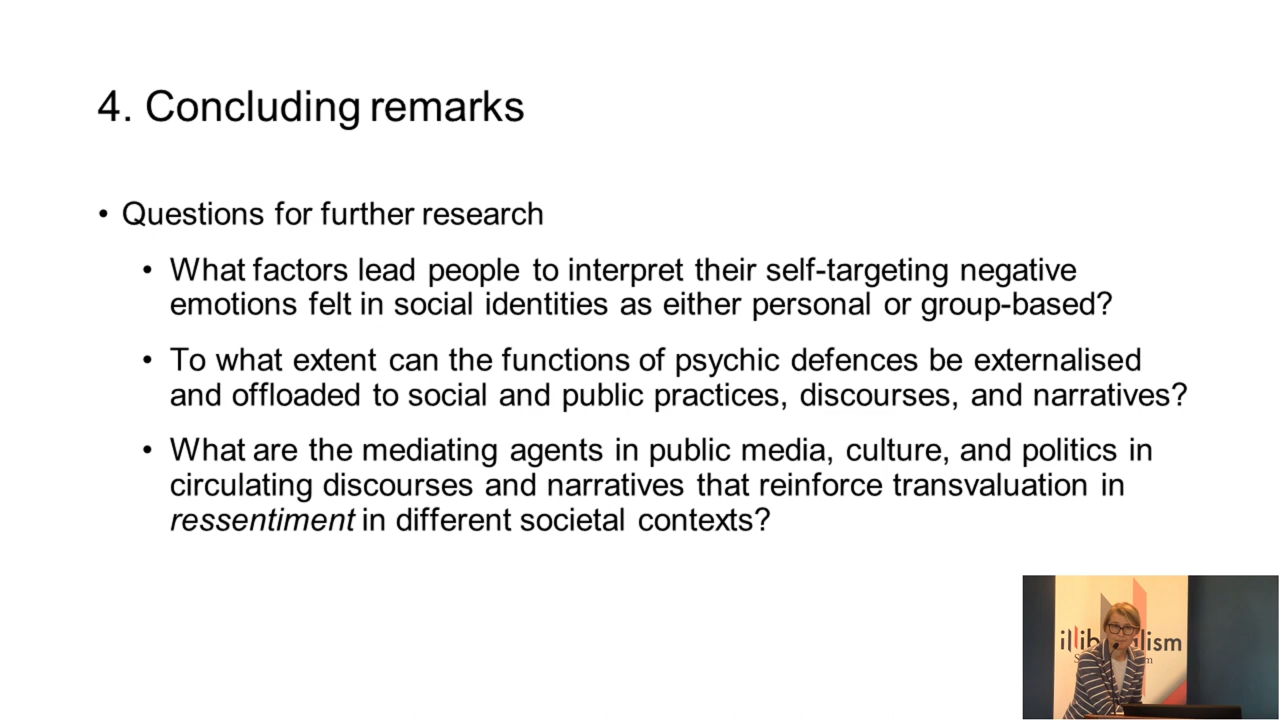 4. Concluding remarks
• Questions for further research
• What factors lead people to interpret their self-targeting negative
emotions felt in social identities as either personal or group-based?
• To what extent can the functions of psychic defences be externalised
and offloaded to social and public practices, discourses, and narratives?
• What are the mediating agents in public media, culture, and politics in
circulating discourses and narratives that reinforce transvaluation in
ressentiment in different societal contexts?